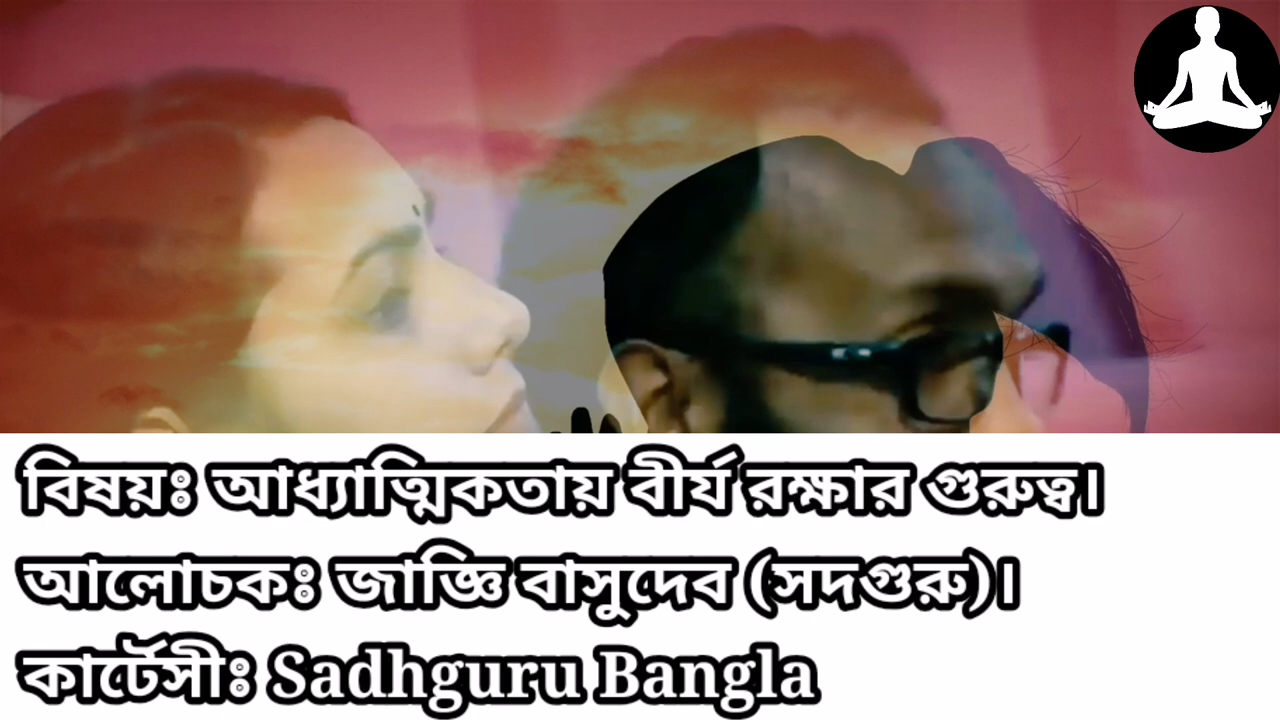 বিষয়ঃ আধ্যাত্মিকতায় বীর্য রক্ষার গুরুত্ব।
আলোচকঃ জাজ্ঞি বাসুদেব (সদগুরু)।
কার্টেসীঃ Sadhguru Bangla